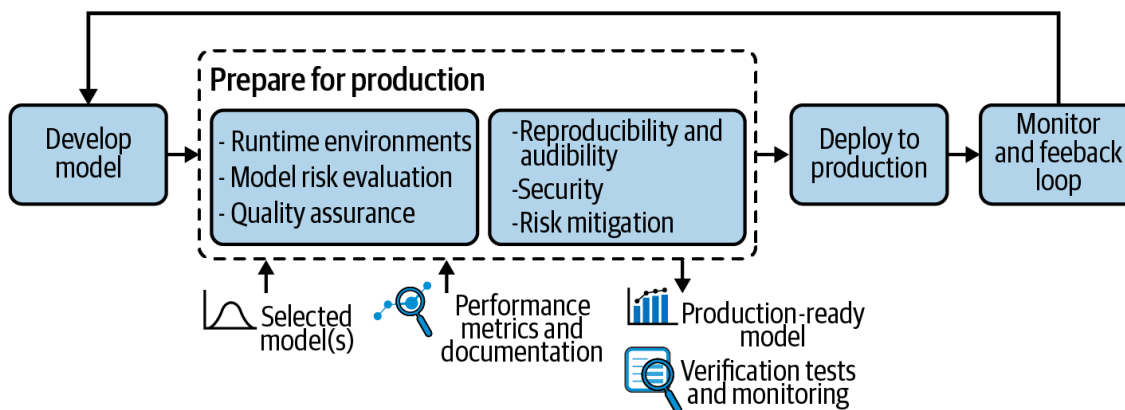 Prepare for production
Develop
model
- Runtime environments
- Model risk evaluation
- Quality assurance
-Reproducibility and
audibility
-Security
-Risk mitigation
Deploy to
production
Monitor
and feeback
loop
Selected
model(s)
Performance
metrics and
documentation
Production-ready
model
Verification tests
and monitoring